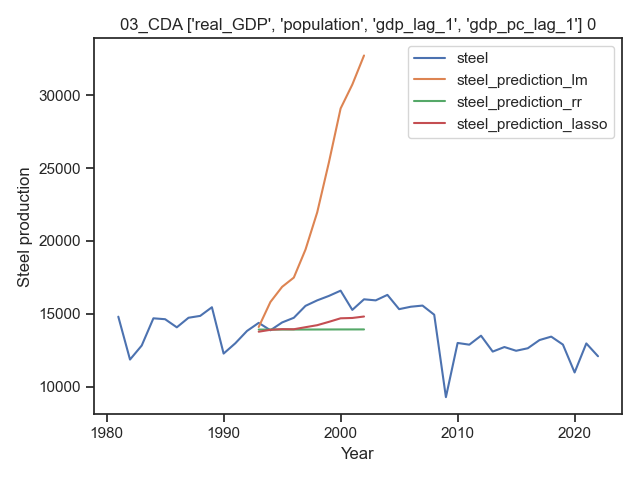 03_CDA ['real_GDP', 'population', 'gdp_lag_1', 'gdp_pc_lag_1'] 0
steel
steel_prediction_lm
steel_prediction_rr
steel_prediction_lasso
Steel production
30000
25000
20000
15000
10000
1980
1990
2000
2010
2020
Year